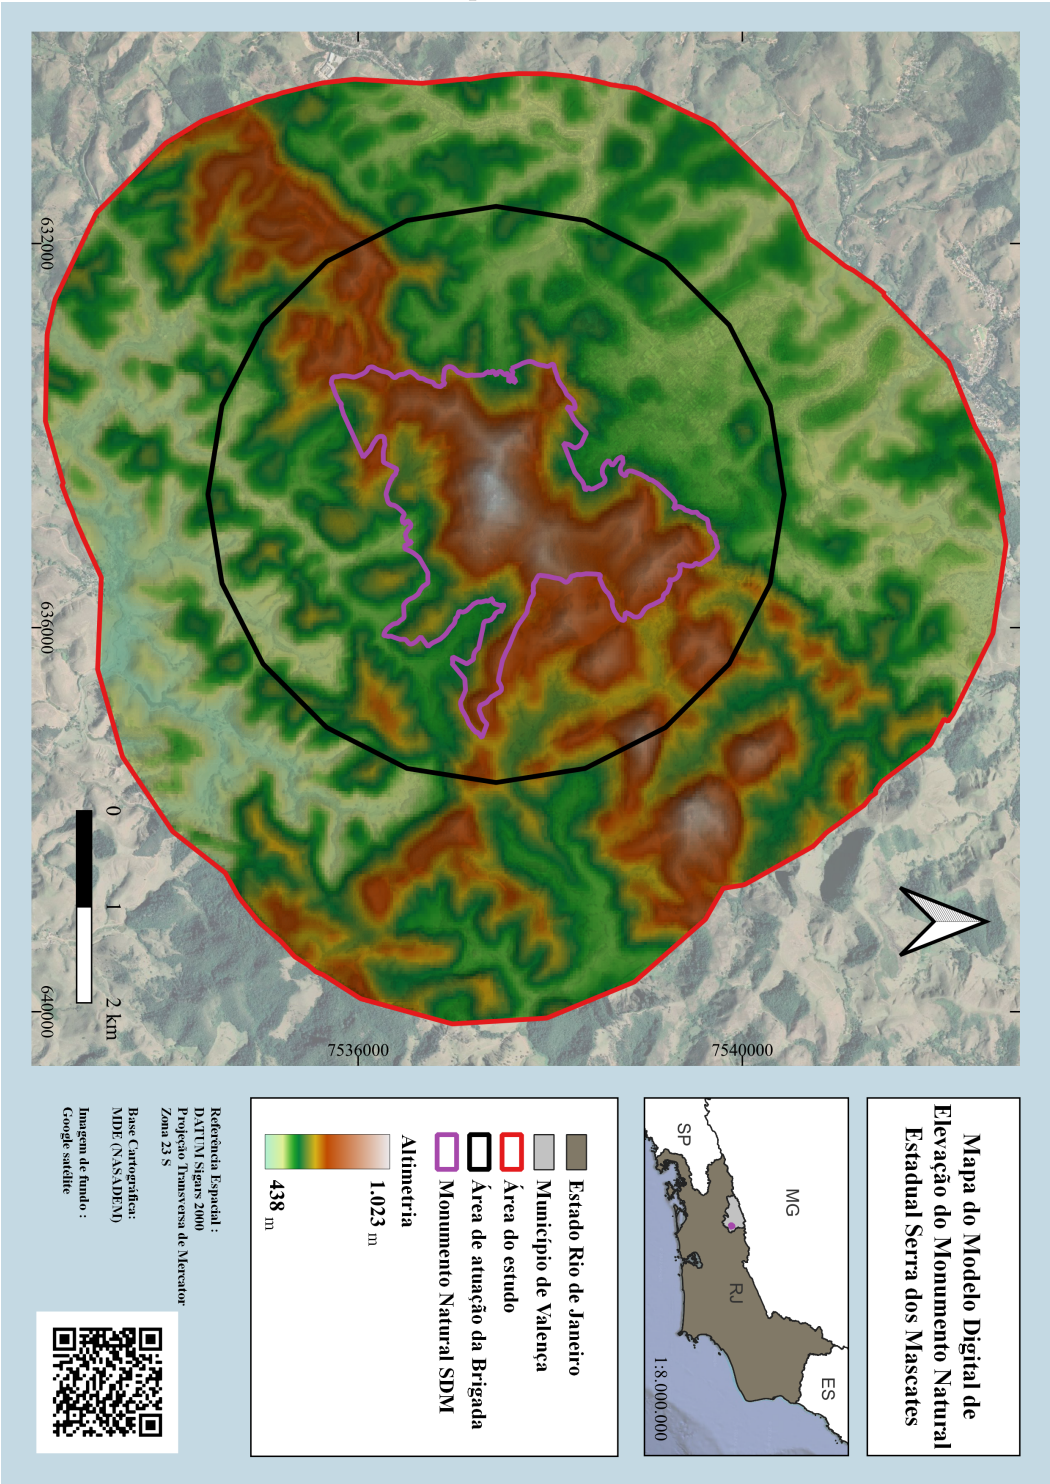 Mapa do Modelo Digital de
Elevação do Monumento Natural
Estadual Serra dos Mascates
MG
SP
RJ
ES
1:8.000.000
Estado Rio de Janeiro
Município de Valença
Área do estudo
Área de atuação da Brigada
Monumento Natural SDM
Altimetria
1.023 m
438 m
Referência Espacial :
DATUM Sigars 2000
Projeção Transversa de Mercator
Zona 23 S
Base Cartográfica:
MDE (NASADEM)
Imagem de fundo :
Google satélite
632000
636000
640000
7540000
7536000
0 1 2 km